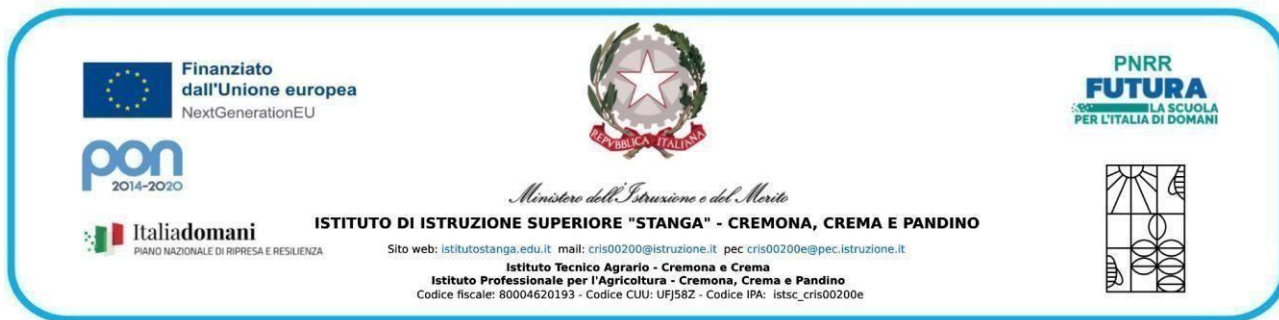 Finanziato
dall'Unione europea
NextGenerationEU
pon
2014-2020
Italiadomani
PIANO NAZIONALE DI RIPRESA E RESILIENZA
REPVBBLICA ITALIANA
Ministero dell'Istruzione e del Merito
ISTITUTO DI ISTRUZIONE SUPERIORE "STANGA" - CREMONA, CREMA E PANDINO
Sito web: istitutostanga.edu.it mail: cris00200@istruzione.it pec cris00200e@pec.istruzione.it
Istituto Tecnico Agrario - Cremona e Crema
Istituto Professionale per l'Agricoltura - Cremona, Crema e Pandino
Codice fiscale: 80004620193 - Codice CUU: UFJ58Z - Codice IPA: istsc_cris00200e
PNRR
FUTURA
LA SCUOLA
PER L'ITALIA DI DOMANI